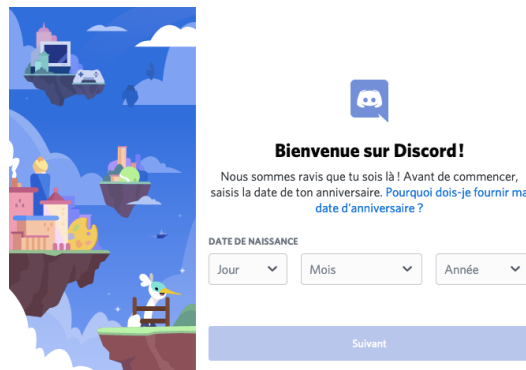 Bienvenue sur Discord !
Nous sommes ravis que tu sois là ! Avant de commencer,
saisis la date de ton anniversaire. Pourquoi dois-je fournir ma
date d'anniversaire ?
DATE DE NAISSANCE
Jour Mois Année
Suivant